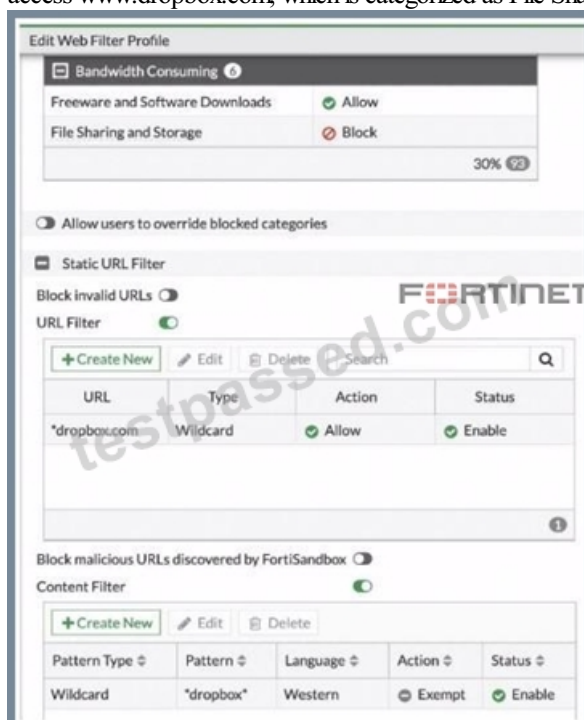 access www.dropbox.com, which is categorized as File Sha
Edit Web Filter Profile
Bandwidth Consuming 6
Freeware and Software Downloads Allow
File Sharing and Storage Block
30% 93
Allow users to override blocked categories
Static URL Filter
Block invalid URLs
FORTINET
URL Filter
+Create New Edit Delete Search
URL Type Action Status
*dropbox.com Wildcard Allow Enable
testpassed.com
1
Block malicious URLs discovered by FortiSandbox
Content Filter
+Create New Edit Delete
Pattern Type Pattern Language Action Status
Wildcard *dropbox* Western Exempt Enable